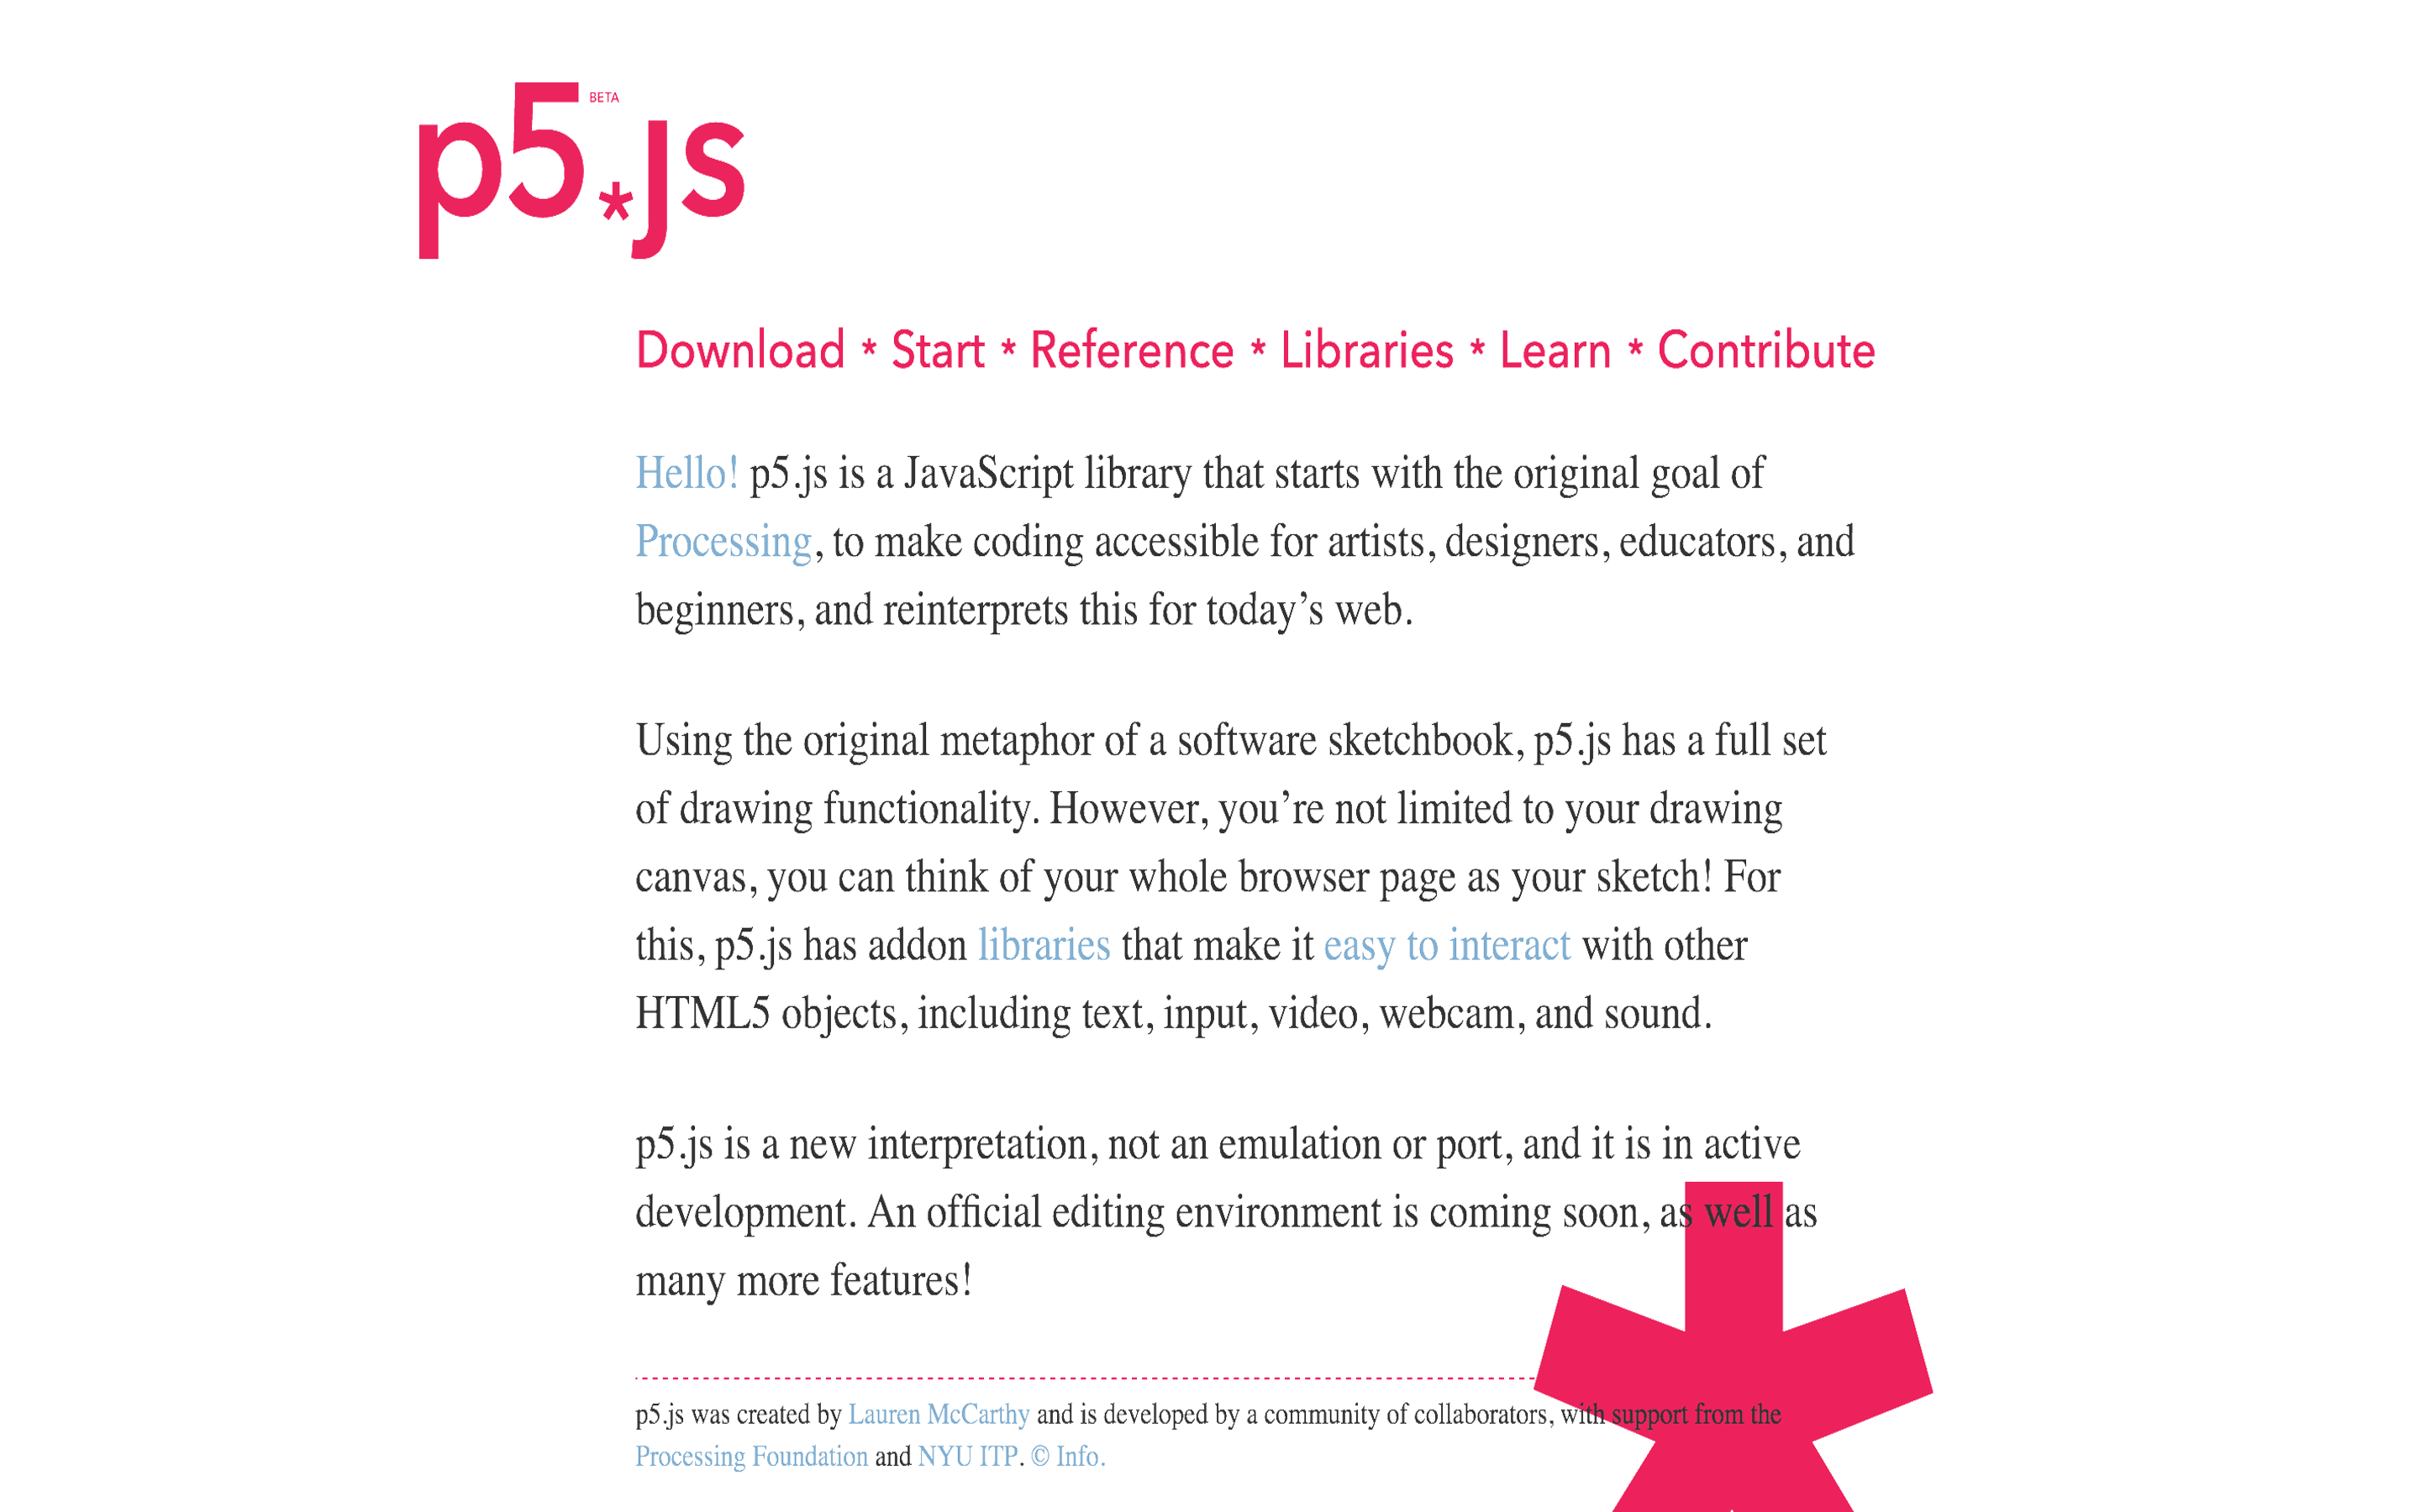 p5.js BETA
Download * Start * Reference * Libraries * Learn * Contribute
Hello! p5.js is a JavaScript library that starts with the original goal of
Processing, to make coding accessible for artists, designers, educators, and
beginners, and reinterprets this for today’s web.
Using the original metaphor of a software sketchbook, p5.js has a full set
of drawing functionality. However, you’re not limited to your drawing
canvas, you can think of your whole browser page as your sketch! For
this, p5.js has addon libraries that make it easy to interact with other
HTML5 objects, including text, input, video, webcam, and sound.
p5.js is a new interpretation, not an emulation or port, and it is in active
development. An official editing environment is coming soon, as well as
many more features!
p5.js was created by Lauren McCarthy and is developed by a community of collaborators, with support from the
Processing Foundation and NYU ITP. © Info.